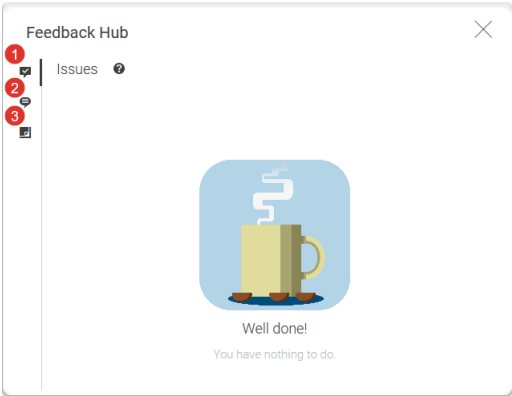 Feedback Hub
1
Issues ?
2
3
Well done!
You have nothing to do.